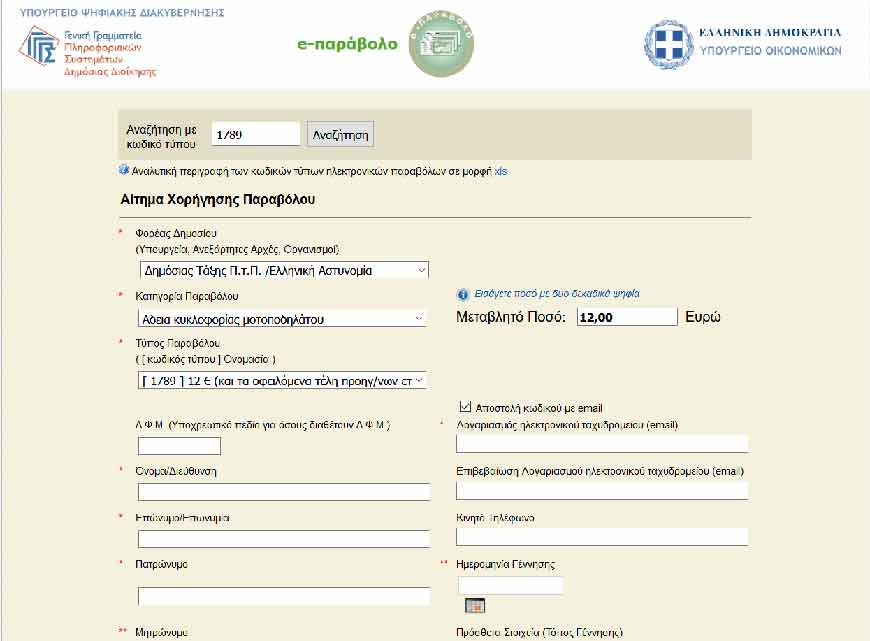 ΥΠΟΥΡΓΕΙΟ ΨΗΦΙΑΚΗΣ ΔΙΑΚΥΒΕΡΝΗΣΗΣ
Γενική Γραμματεία
Πληροφοριακών
Συστημάτων
Δημόσιας Διοίκησης
e-παράβολο
e-ΠΑΡΑΒΟΛΟ
ΕΛΛΗΝΙΚΗ ΔΗΜΟΚΡΑΤΙΑ
ΥΠΟΥΡΓΕΙΟ ΟΙΚΟΝΟΜΙΚΩΝ
Αναζήτηση με
κωδικό τύπου
1789
Αναζήτηση
Αναλυτική περιγραφή των κωδικών τύπων ηλεκτρονικών παραβόλων σε μορφή xls
Αίτημα Χορήγησης Παραβόλου
* Φορέας Δημοσίου
(Υπουργεία, Ανεξάρτητες Αρχές, Οργανισμοί)
Δημόσιας Τάξης Π.τ.Π. /Ελληνική Αστυνομία
* Κατηγορία Παραβόλου
Εισάγετε ποσό με δύο δεκαδικά ψηφία
Άδεια κυκλοφορίας μοτοποδηλάτου
Μεταβλητό Ποσό: 12,00 Ευρώ
* Τύπος Παραβόλου
( [ κωδικός τύπου ] Ονομασία )
[ 1789 ] 12 € (και τα οφειλόμενα τέλη προηγ/νων ετ
Αποστολή κωδικού με email
Α.Φ.Μ. (Υποχρεωτικό πεδίο για όσους διαθέτουν Α.Φ.Μ.)
* Λογαριασμός ηλεκτρονικού ταχυδρομείου (email)
* Όνομα/Διεύθυνση
Επιβεβαίωση Λογαριασμού ηλεκτρονικού ταχυδρομείου (email)
* Επώνυμο/Επωνυμία
Κινητό Τηλέφωνο
* Πατρώνυμο
** Ημερομηνία Γέννησης
** Μητρώνυμο
Πρόσθετα Στοιχεία (Τόπος Γέννησης)